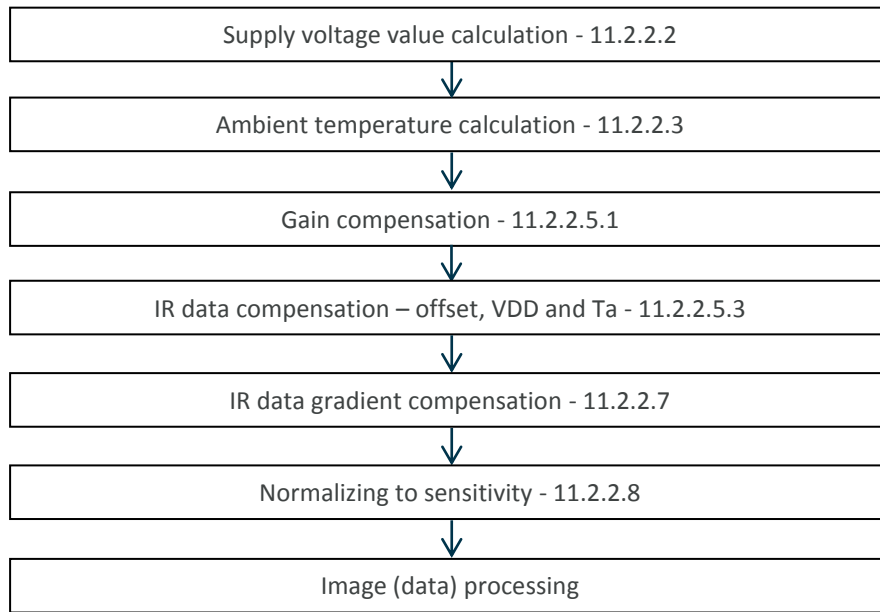 Supply voltage value calculation - 11.2.2.2
Ambient temperature calculation - 11.2.2.3
Gain compensation - 11.2.2.5.1
IR data compensation – offset, VDD and Ta - 11.2.2.5.3
IR data gradient compensation - 11.2.2.7
Normalizing to sensitivity - 11.2.2.8
Image (data) processing